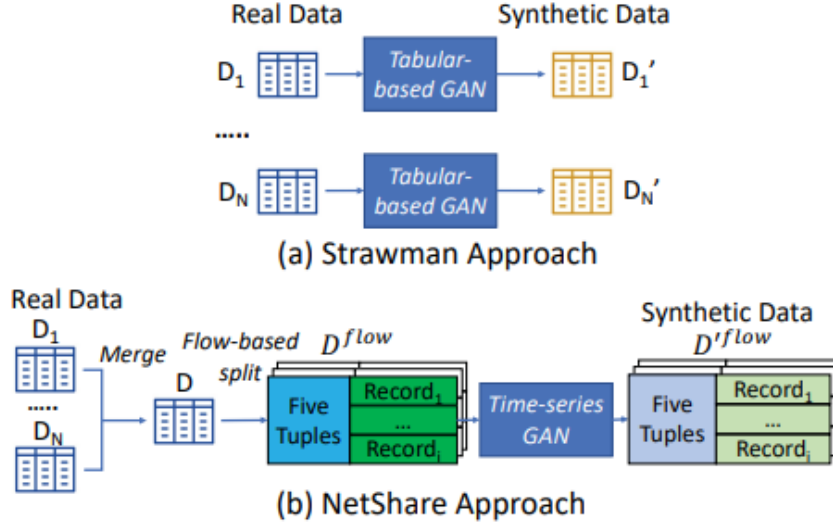 Real Data
Synthetic Data
D1
Tabular-
based GAN
D1'
.....
DN
Tabular-
based GAN
DN'
(a) Strawman Approach
Real Data
D1
.....
DN
Merge
D
Flow-based
split
D^flow
Five
Tuples
Record1
...
Recordi
Time-series
GAN
Synthetic Data
D'^flow
Five
Tuples
Record1
...
Recordi
(b) NetShare Approach